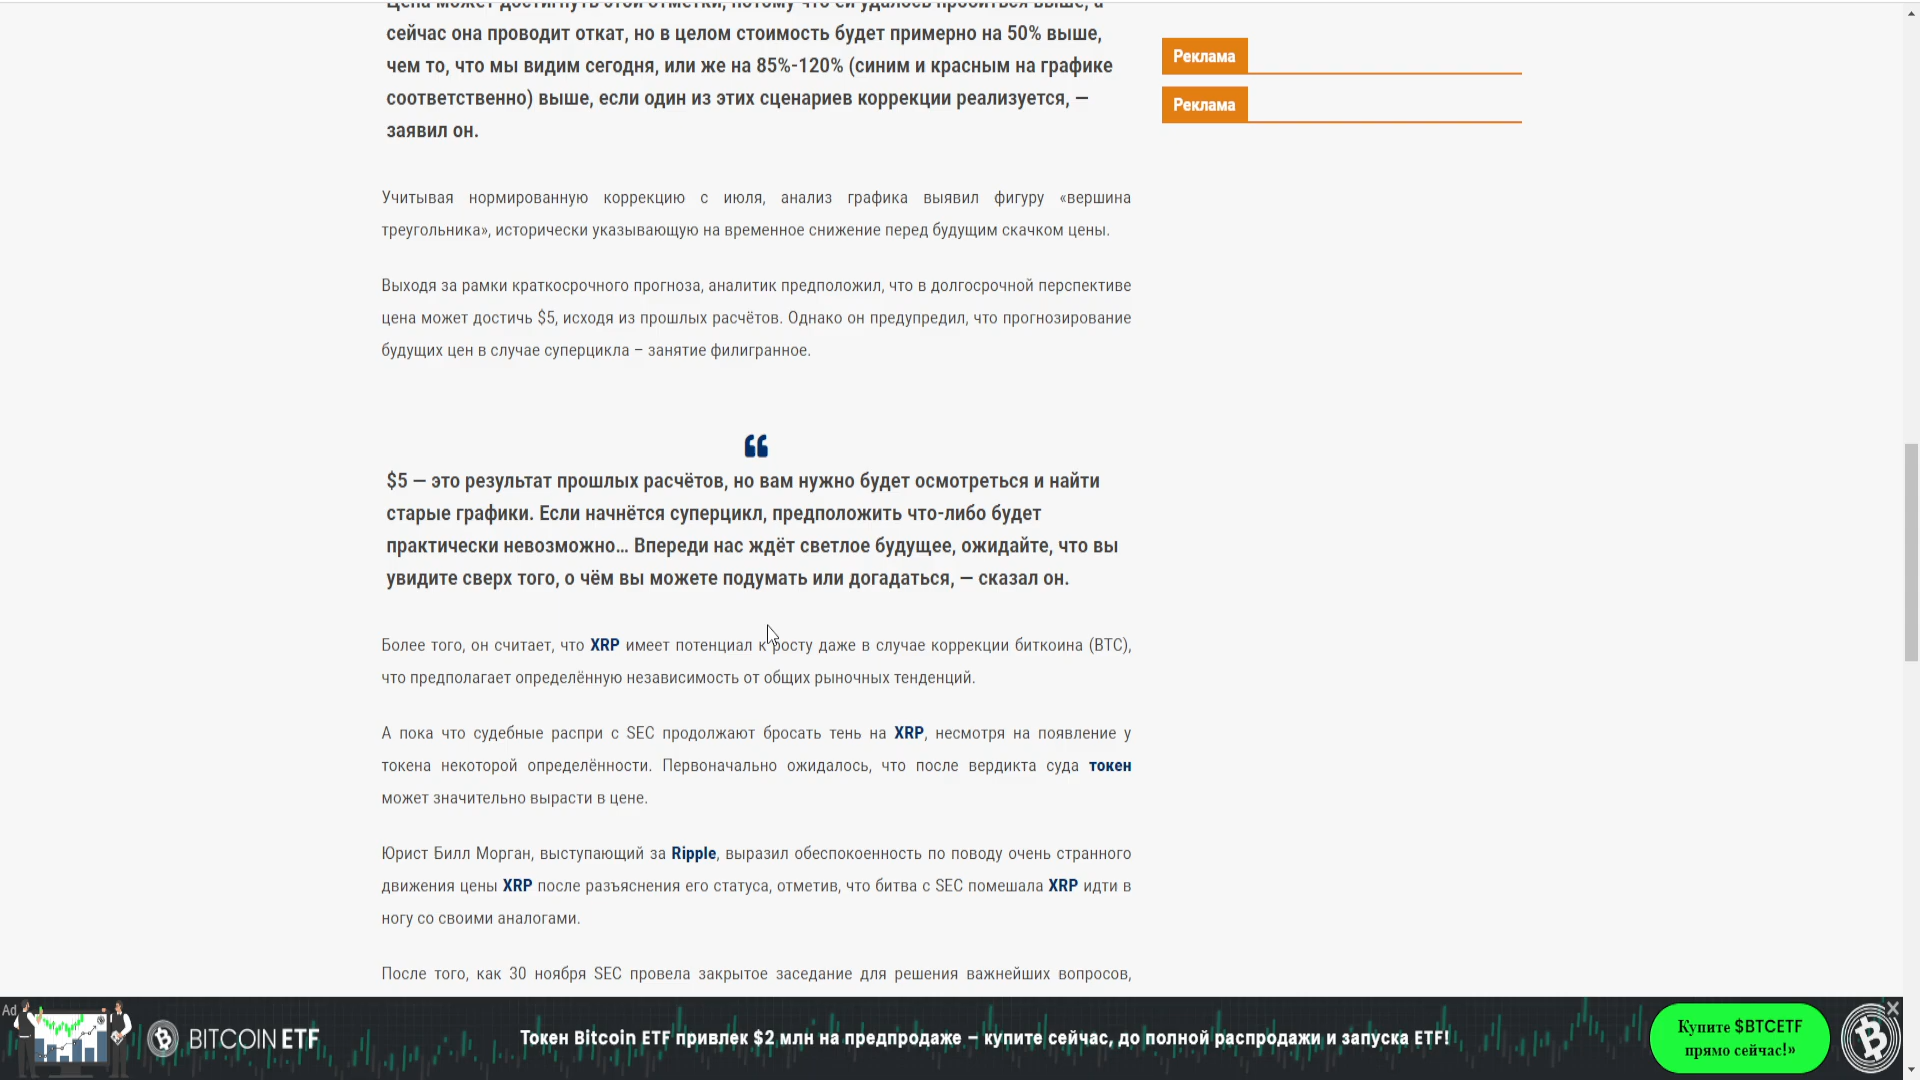 Цена может достигнуть этой отметки, потому что ей удалось пробиться выше, а
сейчас она проводит откат, но в целом стоимость будет примерно на 50% выше,
чем то, что мы видим сегодня, или же на 85%-120% (синим и красным на графике
соответственно) выше, если один из этих сценариев коррекции реализуется, —
заявил он.
Учитывая нормированную коррекцию с июля, анализ графика выявил фигуру «вершина
треугольника», исторически указывающую на временное снижение перед будущим скачком цены.
Выходя за рамки краткосрочного прогноза, аналитик предположил, что в долгосрочной перспективе
цена может достичь $5, исходя из прошлых расчётов. Однако он предупредил, что прогнозирование
будущих цен в случае суперцикла – занятие филигранное.
$5 — это результат прошлых расчётов, но вам нужно будет осмотреться и найти
старые графики. Если начнётся суперцикл, предположить что-либо будет
практически невозможно… Впереди нас ждёт светлое будущее, ожидайте, что вы
увидите сверх того, о чём вы можете подумать или догадаться, — сказал он.
Более того, он считает, что XRP имеет потенциал к росту даже в случае коррекции биткоина (BTC),
что предполагает определённую независимость от общих рыночных тенденций.
А пока что судебные распри с SEC продолжают бросать тень на XRP, несмотря на появление у
токена некоторой определённости. Первоначально ожидалось, что после вердикта суда токен
может значительно вырасти в цене.
Юрист Билл Морган, выступающий за Ripple, выразил обеспокоенность по поводу очень странного
движения цены XRP после разъяснения его статуса, отметив, что битва с SEC помешала XRP идти в
ногу со своими аналогами.
После того, как 30 ноября SEC провела закрытое заседание для решения важнейших вопросов,
Реклама
Реклама
Ad
BITCOIN ETF
Токен Bitcoin ETF привлек $2 млн на предпродаже – купите сейчас, до полной распродажи и запуска ETF!
Купите $BTCETF
прямо сейчас!»